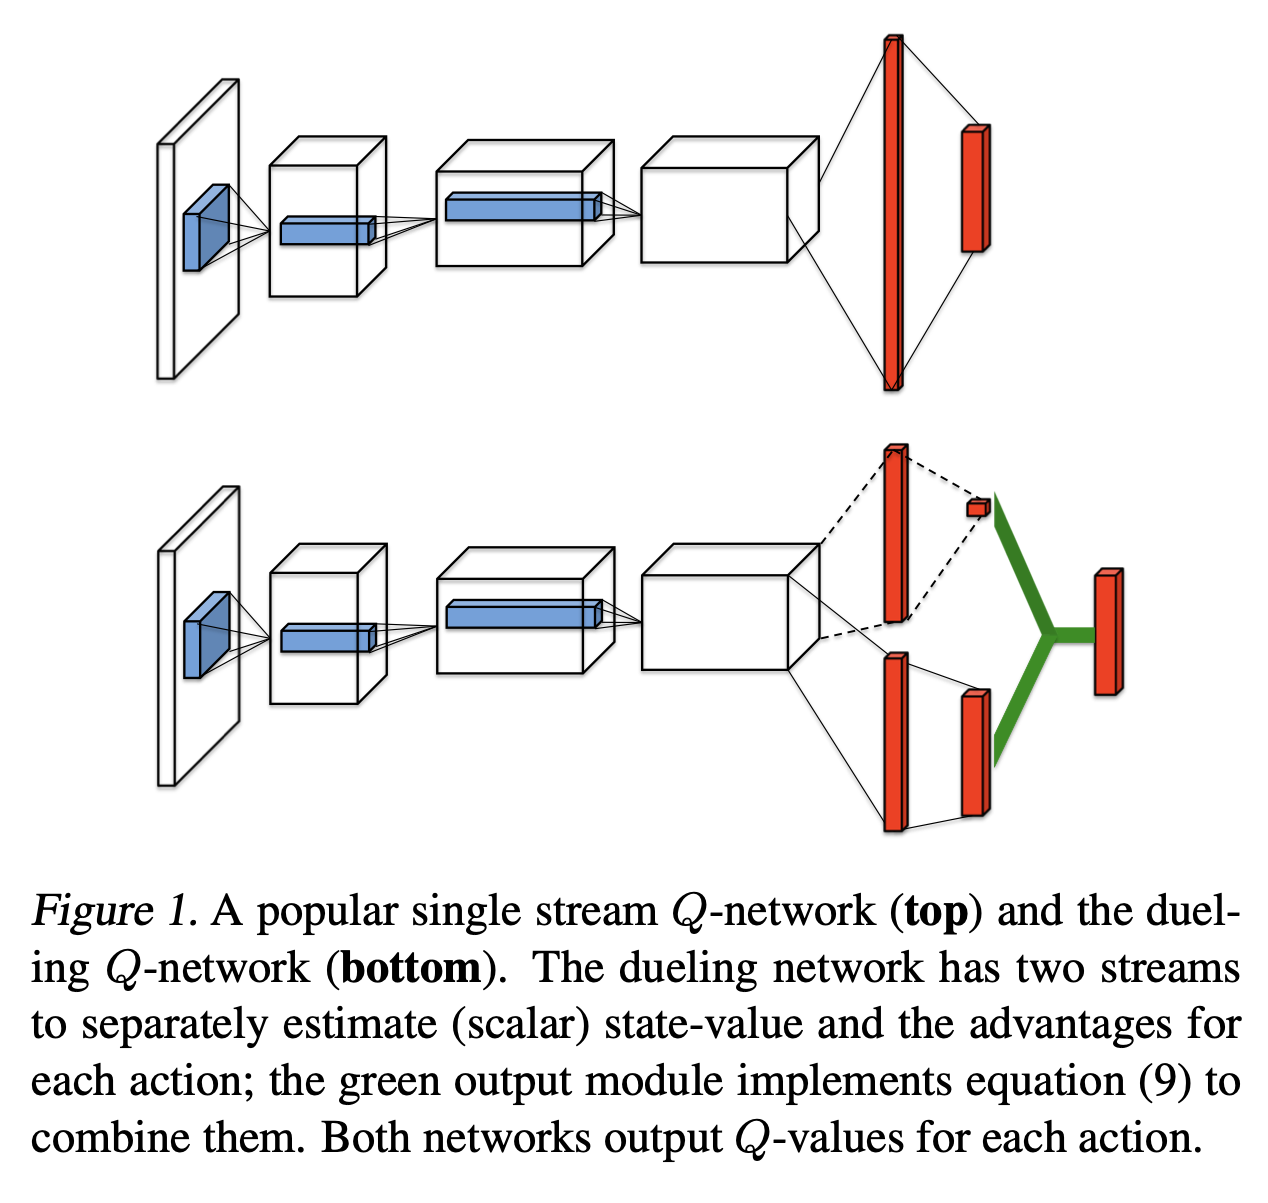 Figure 1. A popular single stream Q-network (top) and the duel-
ing Q-network (bottom). The dueling network has two streams
to separately estimate (scalar) state-value and the advantages for
each action; the green output module implements equation (9) to
combine them. Both networks output Q-values for each action.